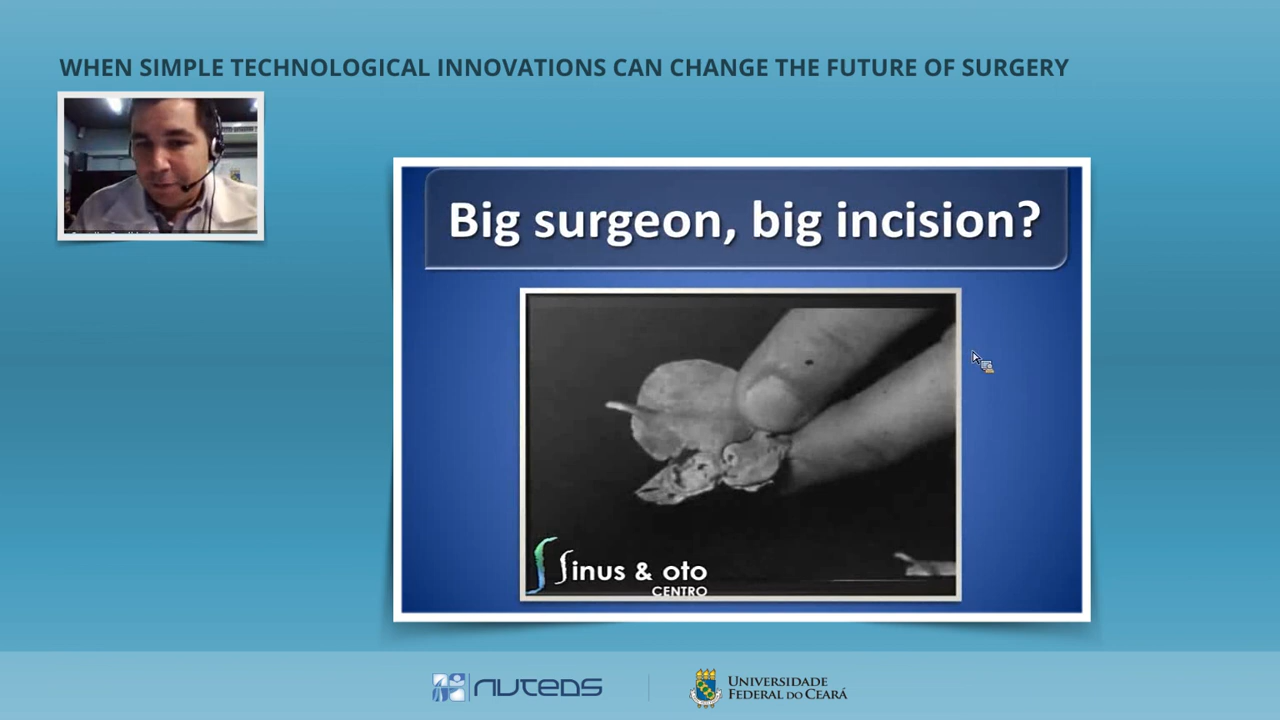 WHEN SIMPLE TECHNOLOGICAL INNOVATIONS CAN CHANGE THE FUTURE OF SURGERY
Big surgeon, big incision?
Sinus & oto
CENTRO
NUTEDS
UNIVERSIDADE
FEDERAL DO CEARÁ